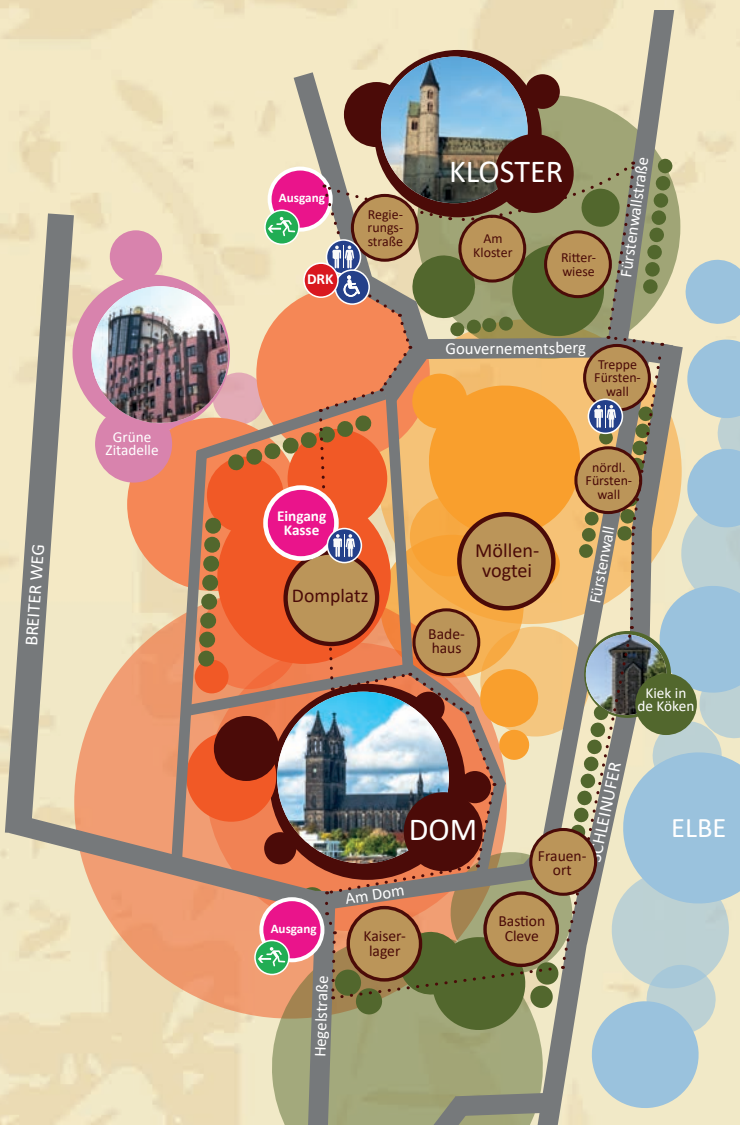 KLOSTER
Ausgang
Regie-
rungs-
straße
Am
Kloster
Ritter-
wiese
Fürstenwallstraße
DRK
Gouvernementsberg
Treppe
Fürsten-
wall
Grüne
Zitadelle
nördl.
Fürsten-
wall
Eingang
Kasse
Möllen-
vogtei
Fürstenwall
BREITER WEG
Domplatz
Bade-
haus
Kiek in
de Köken
SCHLEINUFER
ELBE
DOM
Frauen-
ort
Am Dom
Ausgang
Kaiser-
lager
Bastion
Cleve
Hegelstraße